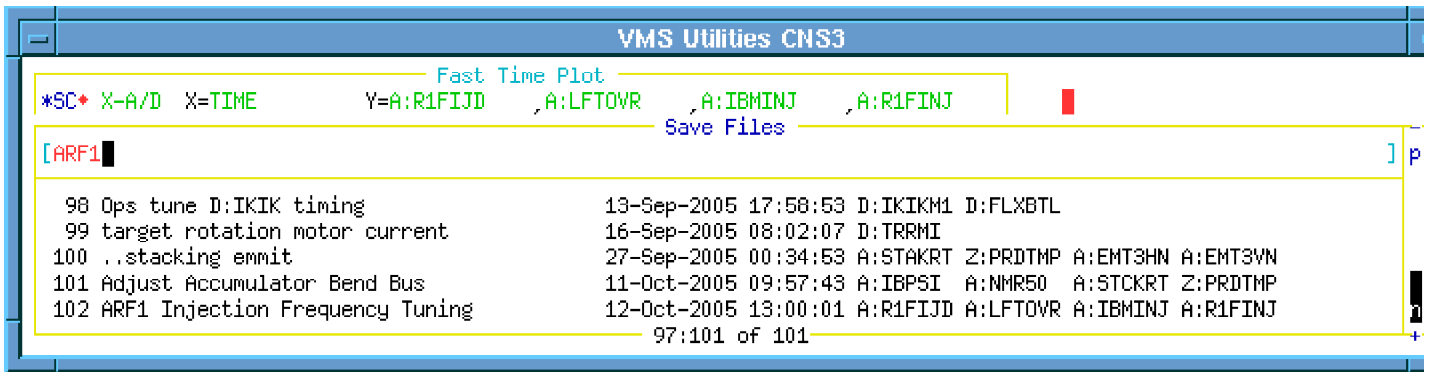 VMS Utilities CNS3
Fast Time Plot
*SC* X-A/D X=TIME Y=A:R1FIJD ,A:LFTOVR ,A:IBMINJ ,A:R1FINJ
Save Files
[ARF1 ] p
98 Ops tune D:IKIK timing 13-Sep-2005 17:58:53 D:IKIKM1 D:FLXBTL
99 target rotation motor current 16-Sep-2005 08:02:07 D:TRRMI
100 ..stacking emmit 27-Sep-2005 00:34:53 A:STAKRT Z:PRDTMP A:EMT3HN A:EMT3VN
101 Adjust Accumulator Bend Bus 11-Oct-2005 09:57:43 A:IBPSI A:NMR50 A:STCKRT Z:PRDTMP
102 ARF1 Injection Frequency Tuning 12-Oct-2005 13:00:01 A:R1FIJD A:LFTOVR A:IBMINJ A:R1FINJ n
97:101 of 101 +